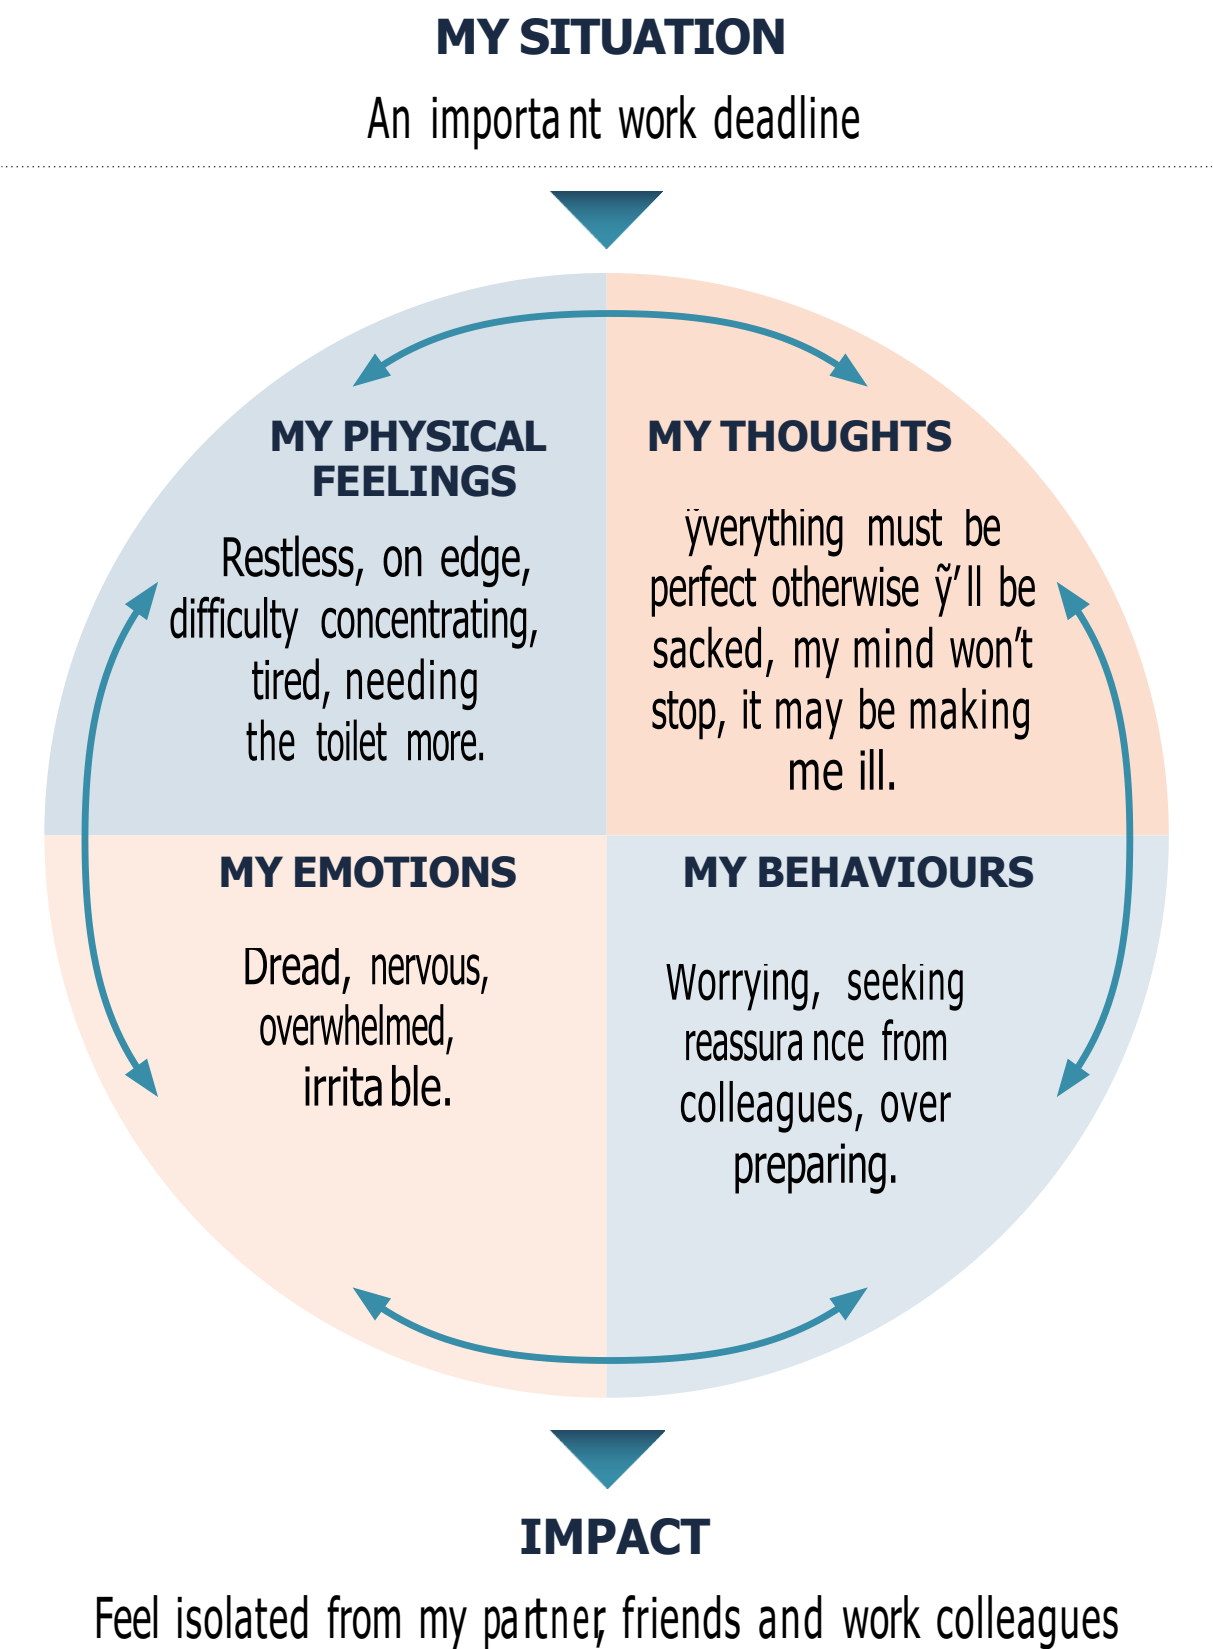 MY SITUATION
An important work deadline
MY PHYSICAL
FEELINGS
Restless, on edge,
difficulty concentrating,
tired, needing
the toilet more.
MY THOUGHTS
ÿverything must be
perfect otherwise ỹ’ll be
sacked, my mind won’t
stop, it may be making
me ill.
MY EMOTIONS
Dread, nervous,
overwhelmed,
irritable.
MY BEHAVIOURS
Worrying, seeking
reassurance from
colleagues, over
preparing.
IMPACT
Feel isolated from my partner, friends and work colleagues